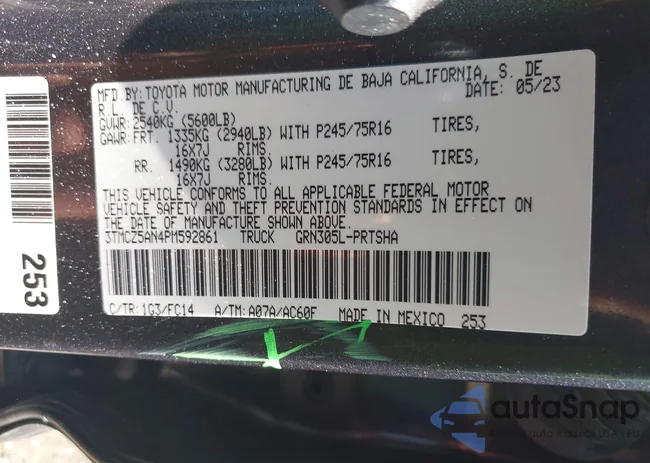 MFD.BY:TOYOTA MOTOR MANUFACTURING DE BAJA CALIFORNIA, S. DE
R.L. DE C.V. DATE: 05/23
GVWR: 2540KG (5600LB)
GAWR: FRT. 1335KG (2940LB) WITH P245/75R16 TIRES,
16X7J RIMS.
RR. 1490KG (3280LB) WITH P245/75R16 TIRES,
16X7J RIMS.
THIS VEHICLE CONFORMS TO ALL APPLICABLE FEDERAL MOTOR
VEHICLE SAFETY AND THEFT PREVENTION STANDARDS IN EFFECT ON
THE DATE OF MANUFACTURE SHOWN ABOVE.
3TMCZ5AN4PM592861 TRUCK GRN305L-PRTSHA
C/TR: 1G3/FC14 A/TM: A07A/AC60F MADE IN MEXICO 253
253
autoSnap